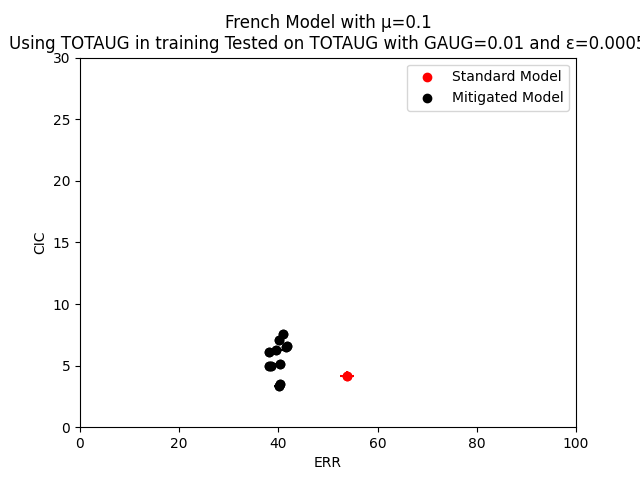 French Model with μ=0.1
Using TOTAUG in training Tested on TOTAUG with GAUG=0.01 and ε=0.0005
Standard Model
Mitigated Model
30
25
20
15
10
5
0
CIC
0 20 40 60 80 100
ERR